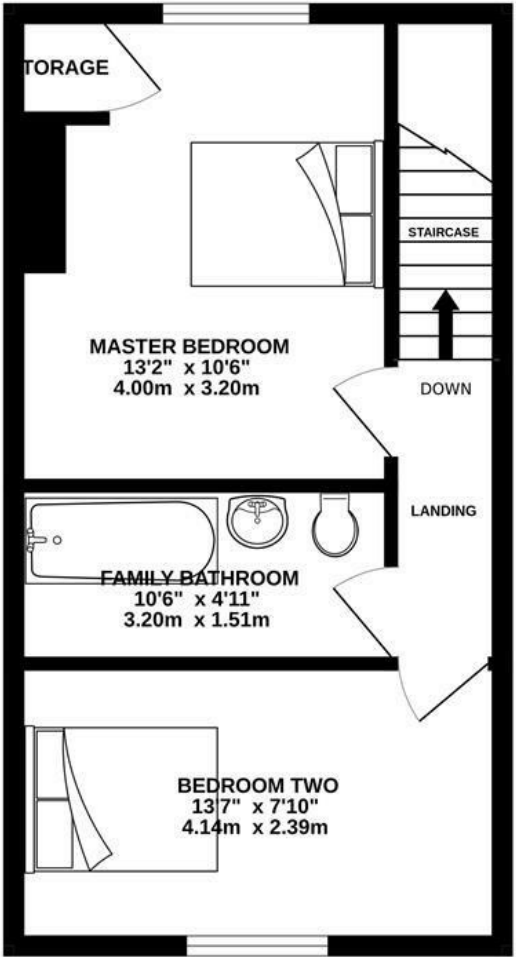 TORAGE
STAIRCASE
MASTER BEDROOM
13'2" x 10'6"
4.00m x 3.20m
DOWN
LANDING
FAMILY BATHROOM
10'6" x 4'11"
3.20m x 1.51m
BEDROOM TWO
13'7" x 7'10"
4.14m x 2.39m